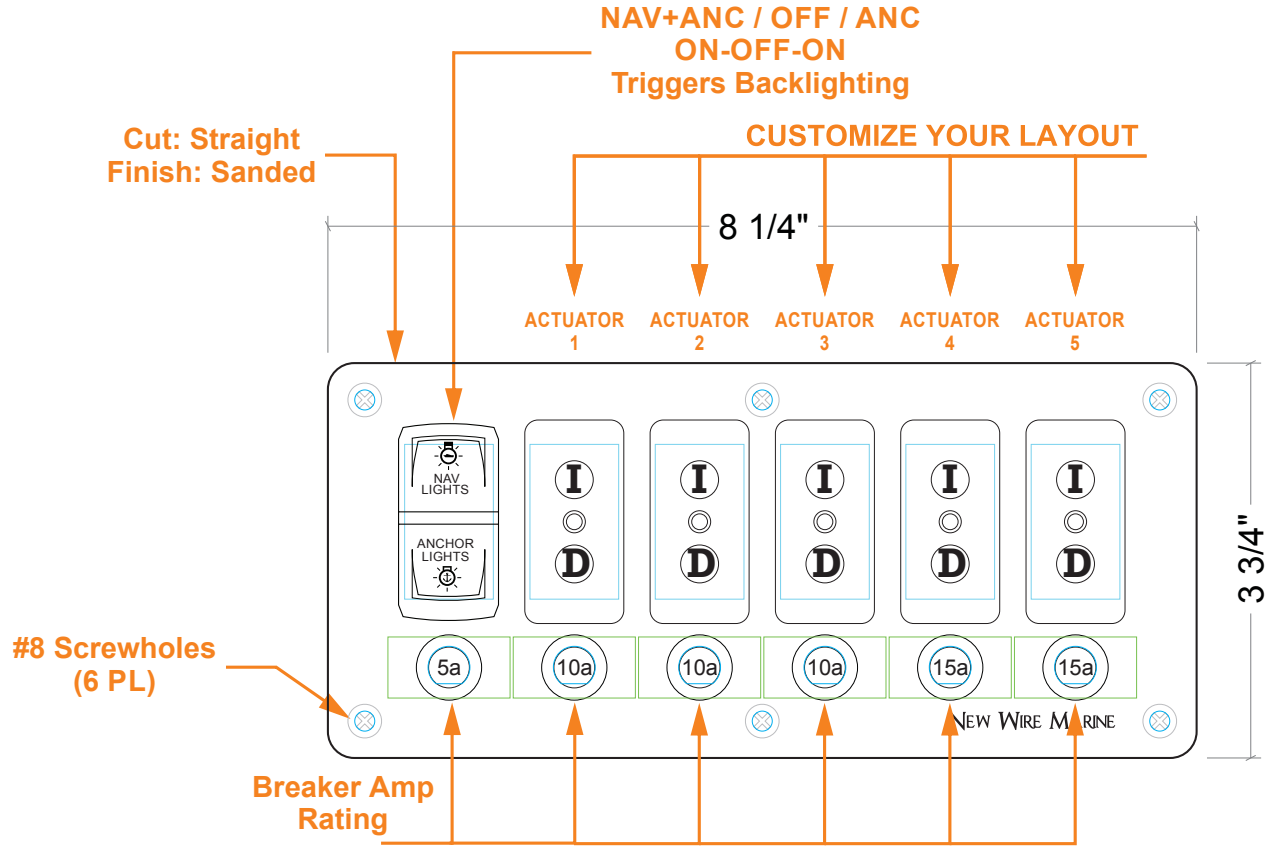 NAV+ANC / OFF / ANC
ON-OFF-ON
Triggers Backlighting
Cut: Straight
Finish: Sanded
CUSTOMIZE YOUR LAYOUT
8 1/4"
ACTUATOR
1
ACTUATOR
2
ACTUATOR
3
ACTUATOR
4
ACTUATOR
5
NAV
LIGHTS
ANCHOR
LIGHTS
I
D
I
D
I
D
I
D
I
D
3 3/4"
#8 Screwholes
(6 PL)
5a
10a
10a
10a
15a
15a
New Wire Marine
Breaker Amp
Rating